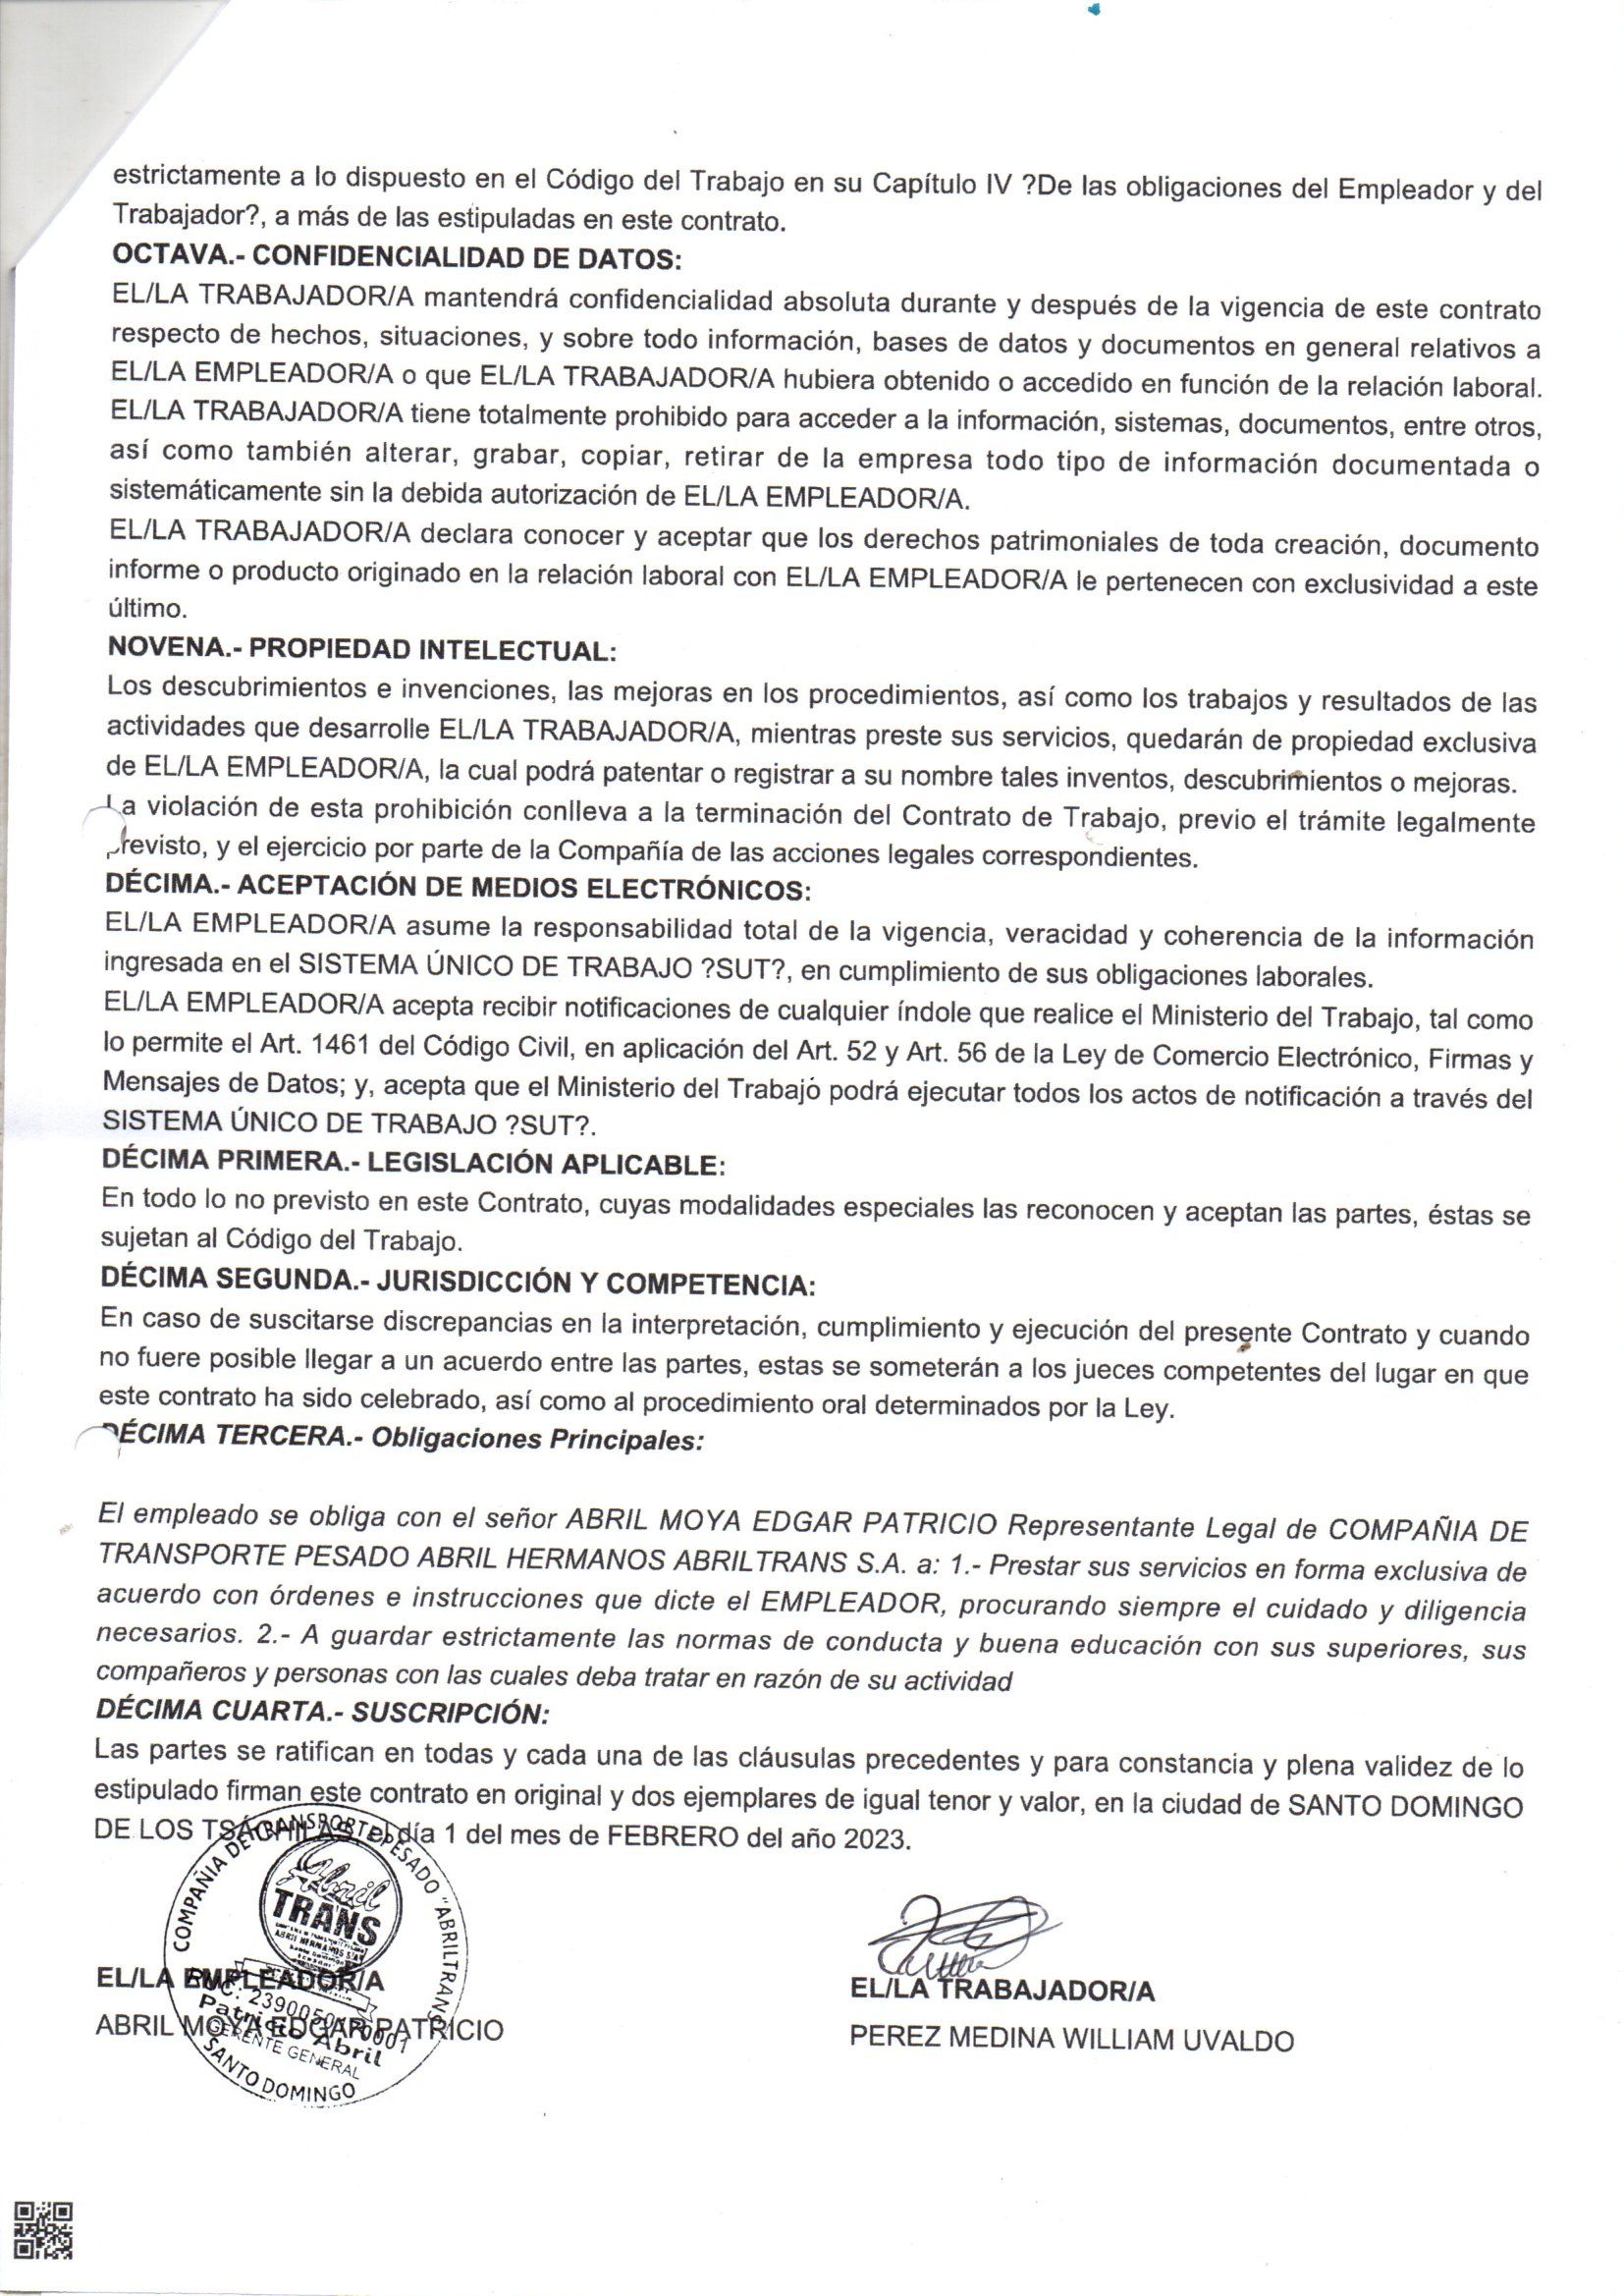 estrictamente a lo dispuesto en el Código del Trabajo en su Capítulo IV ?De las obligaciones del Empleador y del
Trabajador?, a más de las estipuladas en este contrato.
OCTAVA.- CONFIDENCIALIDAD DE DATOS:
EL/LA TRABAJADOR/A mantendrá confidencialidad absoluta durante y después de la vigencia de este contrato
respecto de hechos, situaciones, y sobre todo información, bases de datos y documentos en general relativos a
EL/LA EMPLEADOR/A o que EL/LA TRABAJADOR/A hubiera obtenido o accedido en función de la relación laboral.
EL/LA TRABAJADOR/A tiene totalmente prohibido para acceder a la información, sistemas, documentos, entre otros,
así como también alterar, grabar, copiar, retirar de la empresa todo tipo de información documentada o
sistemáticamente sin la debida autorización de EL/LA EMPLEADOR/A.
EL/LA TRABAJADOR/A declara conocer y aceptar que los derechos patrimoniales de toda creación, documento
informe o producto originado en la relación laboral con EL/LA EMPLEADOR/A le pertenecen con exclusividad a este
último.
NOVENA.- PROPIEDAD INTELECTUAL:
Los descubrimientos e invenciones, las mejoras en los procedimientos, así como los trabajos y resultados de las
actividades que desarrolle EL/LA TRABAJADOR/A, mientras preste sus servicios, quedarán de propiedad exclusiva
de EL/LA EMPLEADOR/A, la cual podrá patentar o registrar a su nombre tales inventos, descubrimientos o mejoras.
La violación de esta prohibición conlleva a la terminación del Contrato de Trabajo, previo el trámite legalmente
previsto, y el ejercicio por parte de la Compañía de las acciones legales correspondientes.
DÉCIMA.- ACEPTACIÓN DE MEDIOS ELECTRÓNICOS:
EL/LA EMPLEADOR/A asume la responsabilidad total de la vigencia, veracidad y coherencia de la información
ingresada en el SISTEMA ÚNICO DE TRABAJO ?SUT?, en cumplimiento de sus obligaciones laborales.
EL/LA EMPLEADOR/A acepta recibir notificaciones de cualquier índole que realice el Ministerio del Trabajo, tal como
lo permite el Art. 1461 del Código Civil, en aplicación del Art. 52 y Art. 56 de la Ley de Comercio Electrónico, Firmas y
Mensajes de Datos; y, acepta que el Ministerio del Trabajo podrá ejecutar todos los actos de notificación a través del
SISTEMA ÚNICO DE TRABAJO ?SUT?.
DÉCIMA PRIMERA.- LEGISLACIÓN APLICABLE:
En todo lo no previsto en este Contrato, cuyas modalidades especiales las reconocen y aceptan las partes, éstas se
sujetan al Código del Trabajo.
DÉCIMA SEGUNDA.- JURISDICCIÓN Y COMPETENCIA:
En caso de suscitarse discrepancias en la interpretación, cumplimiento y ejecución del presente Contrato y cuando
no fuere posible llegar a un acuerdo entre las partes, estas se someterán a los jueces competentes del lugar en que
este contrato ha sido celebrado, así como al procedimiento oral determinados por la Ley.
DÉCIMA TERCERA.- Obligaciones Principales:
El empleado se obliga con el señor ABRIL MOYA EDGAR PATRICIO Representante Legal de COMPAÑIA DE
TRANSPORTE PESADO ABRIL HERMANOS ABRILTRANS S.A. a: 1.- Prestar sus servicios en forma exclusiva de
acuerdo con órdenes e instrucciones que dicte el EMPLEADOR, procurando siempre el cuidado y diligencia
necesarios. 2.- A guardar estrictamente las normas de conducta y buena educación con sus superiores, sus
compañeros y personas con las cuales deba tratar en razón de su actividad
DÉCIMA CUARTA.- SUSCRIPCIÓN:
Las partes se ratifican en todas y cada una de las cláusulas precedentes y para constancia y plena validez de lo
estipulado firman este contrato en original y dos ejemplares de igual tenor y valor, en la ciudad de SANTO DOMINGO
DE LOS TSÁCHILAS el día 1 del mes de FEBRERO del año 2023.
COMPAÑIA DE TRANSPORTE PESADO "ABRILTRANS
Abril
TRANS
EL/LA EMPLEADOR/A
ABRIL MOYA EDGAR PATRICIO
Patricio Abril
GERENTE GENERAL
SANTO DOMINGO
EL/LA TRABAJADOR/A
PEREZ MEDINA WILLIAM UVALDO